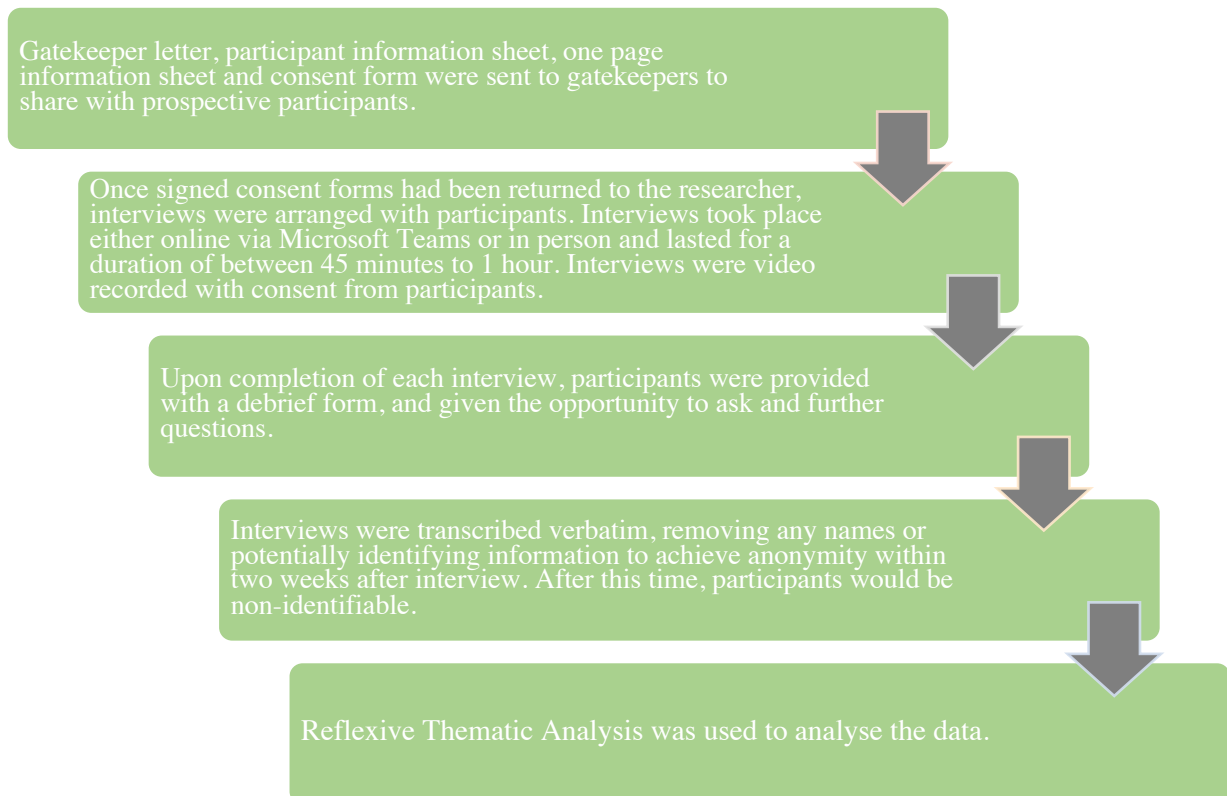 Gatekeeper letter, participant information sheet, one page
information sheet and consent form were sent to gatekeepers to
share with prospective participants.
Once signed consent forms had been returned to the researcher,
interviews were arranged with participants. Interviews took place
either online via Microsoft Teams or in person and lasted for a
duration of between 45 minutes to 1 hour. Interviews were video
recorded with consent from participants.
Upon completion of each interview, participants were provided
with a debrief form, and given the opportunity to ask and further
questions.
Interviews were transcribed verbatim, removing any names or
potentially identifying information to achieve anonymity within
two weeks after interview. After this time, participants would be
non-identifiable.
Reflexive Thematic Analysis was used to analyse the data.